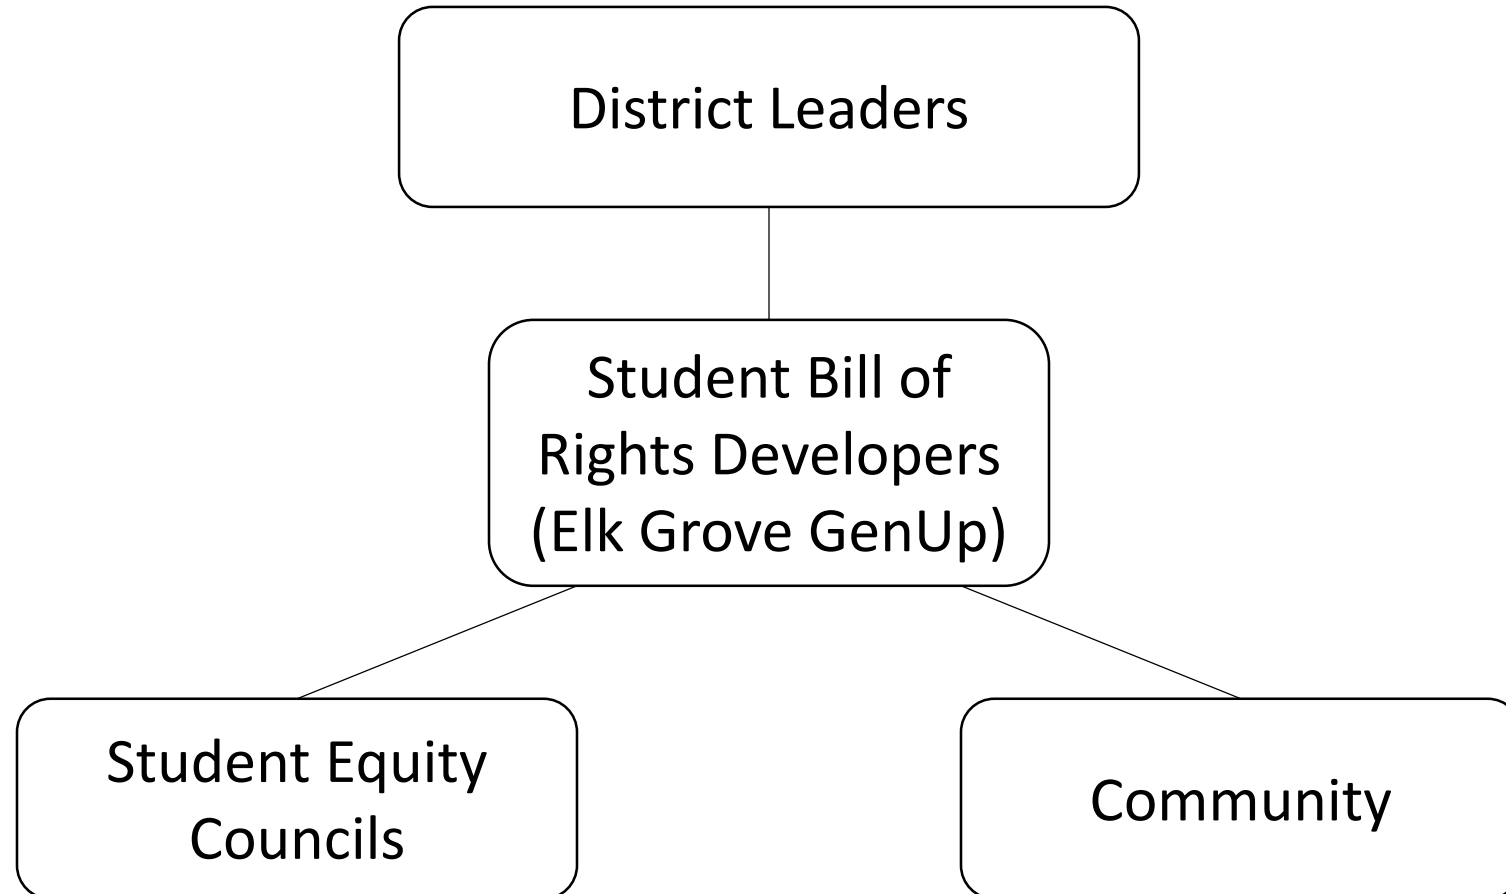 District Leaders
Student Bill of
Rights Developers
(Elk Grove GenUp)
Student Equity
Councils
Community